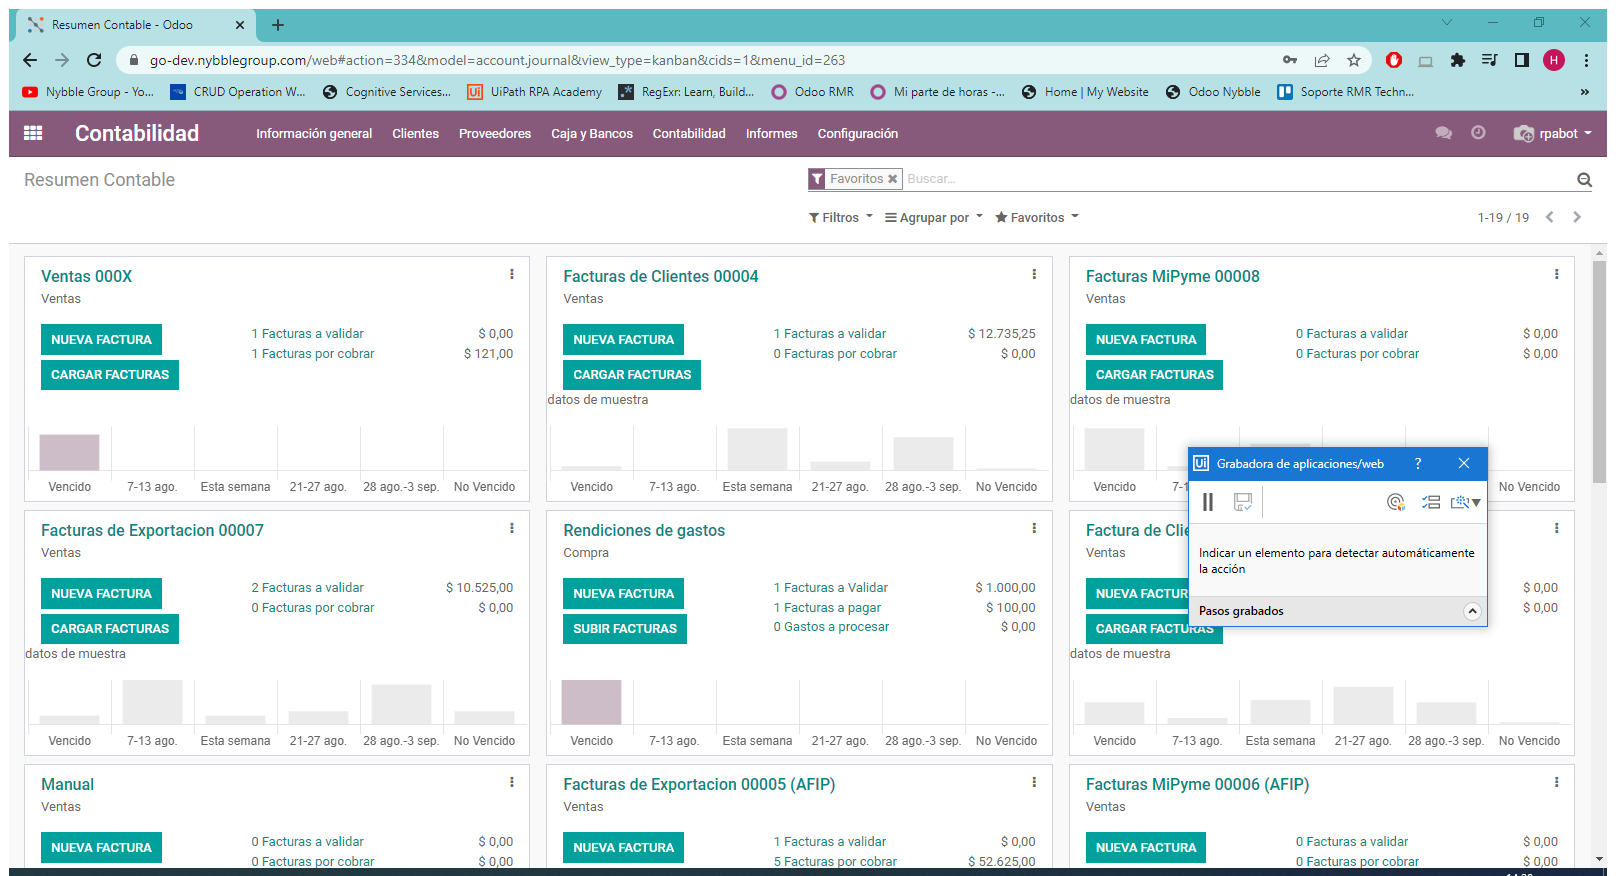 Resumen Contable - Odoo
go-dev.nybblegroup.com/web#action=334&model=account.journal&view_type=kanban&cids=1&menu_id=263
H
Nybble Group - Yo... CRUD Operation W... Cognitive Services... UiPath RPA Academy RegExr: Learn, Build... Odoo RMR Mi parte de horas -... Home | My Website Odoo Nybble Soporte RMR Techn... »
Contabilidad Información general Clientes Proveedores Caja y Bancos Contabilidad Informes Configuración rpabot
Resumen Contable
Favoritos Buscar...
Filtros Agrupar por Favoritos 1-19 / 19
Ventas 000X
Ventas
NUEVA FACTURA
1 Facturas a validar $ 0,00
1 Facturas por cobrar $ 121,00
CARGAR FACTURAS
Vencido 7-13 ago. Esta semana 21-27 ago. 28 ago.-3 sep. No Vencido
Facturas de Clientes 00004
Ventas
NUEVA FACTURA
1 Facturas a validar $ 12.735,25
0 Facturas por cobrar $ 0,00
CARGAR FACTURAS
datos de muestra
Vencido 7-13 ago. Esta semana 21-27 ago. 28 ago.-3 sep. No Vencido
Facturas MiPyme 00008
Ventas
NUEVA FACTURA
0 Facturas a validar $ 0,00
0 Facturas por cobrar $ 0,00
CARGAR FACTURAS
datos de muestra
Vencido 7-1 No Vencido
Ui Grabadora de aplicaciones/web ?
Indicar un elemento para detectar automáticamente
la acción
Pasos grabados
Facturas de Exportacion 00007
Ventas
NUEVA FACTURA
2 Facturas a validar $ 10.525,00
0 Facturas por cobrar $ 0,00
CARGAR FACTURAS
datos de muestra
Vencido 7-13 ago. Esta semana 21-27 ago. 28 ago.-3 sep. No Vencido
Rendiciones de gastos
Compra
NUEVA FACTURA
1 Facturas a Validar $ 1.000,00
1 Facturas a pagar $ 100,00
SUBIR FACTURAS
0 Gastos a procesar $ 0,00
Vencido 7-13 ago. Esta semana 21-27 ago. 28 ago.-3 sep. No Vencido
Factura de Clie
Ventas
NUEVA FACTUR
$ 0,00
$ 0,00
CARGAR FACTURAS
datos de muestra
Vencido 7-13 ago. Esta semana 21-27 ago. 28 ago.-3 sep. No Vencido
Manual
Ventas
NUEVA FACTURA
0 Facturas a validar $ 0,00
0 Facturas por cobrar $ 0,00
Facturas de Exportacion 00005 (AFIP)
Ventas
NUEVA FACTURA
1 Facturas a validar $ 0,00
5 Facturas por cobrar $ 52.625,00
Facturas MiPyme 00006 (AFIP)
Ventas
NUEVA FACTURA
0 Facturas a validar $ 0,00
0 Facturas por cobrar $ 0,00